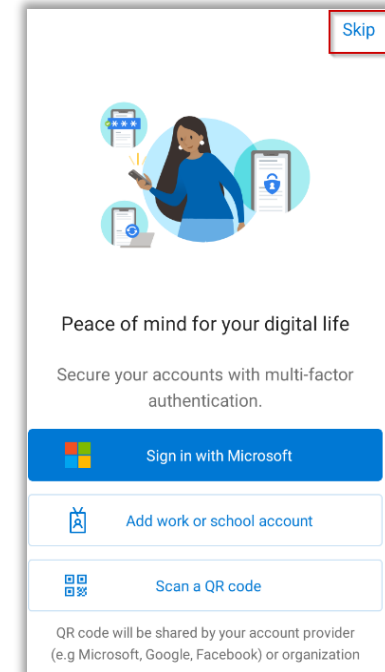 Skip
Peace of mind for your digital life
Secure your accounts with multi-factor
authentication.
Sign in with Microsoft
Add work or school account
Scan a QR code
QR code will be shared by your account provider
(e.g Microsoft, Google, Facebook) or organization